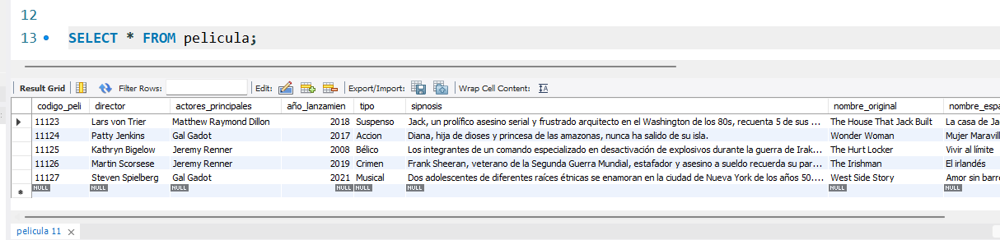 12
13 SELECT * FROM pelicula;
Result Grid Filter Rows: Edit: Export/Import: Wrap Cell Content: IA
codigo_peli director actores_principales año_lanzamien tipo sipnosis nombre_original nombre_espa
11123 Lars von Trier Matthew Raymond Dillon 2018 Suspenso Jack, un prolífico asesino serial y frustrado arquitecto en el Washington de los 80s, recuenta 5 de sus ... The House That Jack Built La casa de Ja
11124 Patty Jenkins Gal Gadot 2017 Accion Diana, hija de dioses y princesa de las amazonas, nunca ha salido de su isla. Wonder Woman Mujer Maravill
11125 Kathryn Bigelow Jeremy Renner 2008 Bélico Los integrantes de un comando especializado en desactivación de explosivos durante la guerra de Irak... The Hurt Locker Vivir al límite
11126 Martin Scorsese Jeremy Renner 2019 Crimen Frank Sheeran, veterano de la Segunda Guerra Mundial, estafador y asesino a sueldo recuerda su par... The Irishman El irlandés
11127 Steven Spielberg Gal Gadot 2021 Musical Dos adolescentes de diferentes raíces étnicas se enamoran en la ciudad de Nueva York de los años 50.... West Side Story Amor sin barre
NULL NULL NULL NULL NULL NULL NULL NULL
pelicula 11